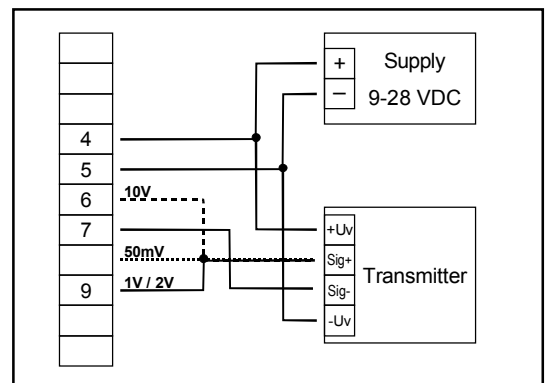 + Supply
– 9-28 VDC
4
5
6 10V
7
50mV
9 1V / 2V
+Uv
Sig+
Sig-
-Uv
Transmitter